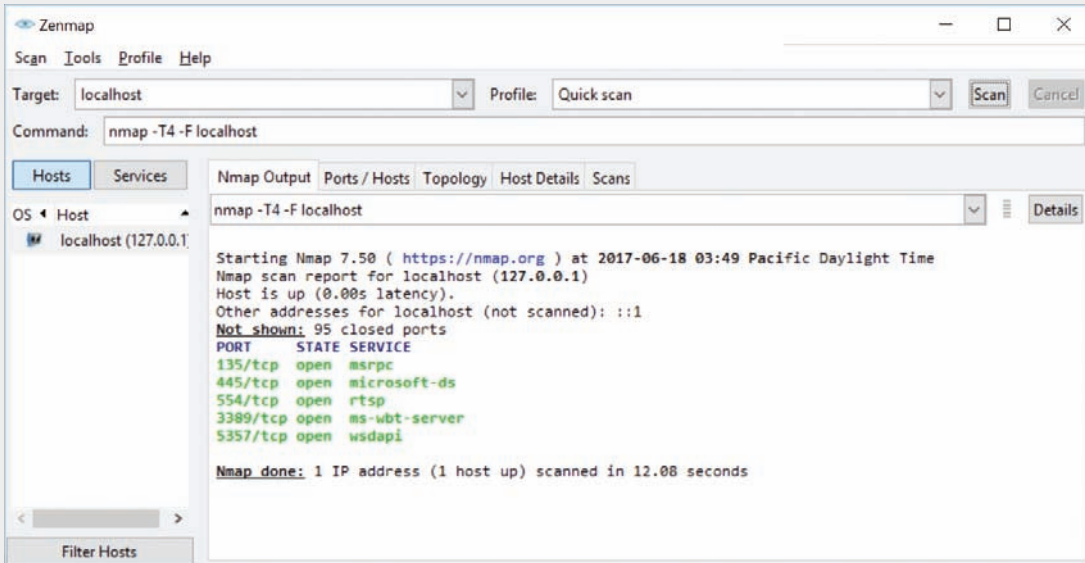 Zenmap
Scan Tools Profile Help
Target: localhost Profile: Quick scan Scan Cancel
Command: nmap -T4 -F localhost
Hosts Services
Nmap Output Ports / Hosts Topology Host Details Scans
OS Host
nmap -T4 -F localhost Details
localhost (127.0.0.1
Starting Nmap 7.50 ( https://nmap.org ) at 2017-06-18 03:49 Pacific Daylight Time
Nmap scan report for localhost (127.0.0.1)
Host is up (0.00s latency).
Other addresses for localhost (not scanned): ::1
Not shown: 95 closed ports
PORT STATE SERVICE
135/tcp open msrpc
445/tcp open microsoft-ds
554/tcp open rtsp
3389/tcp open ms-wbt-server
5357/tcp open wsdapi
Nmap done: 1 IP address (1 host up) scanned in 12.08 seconds
Filter Hosts